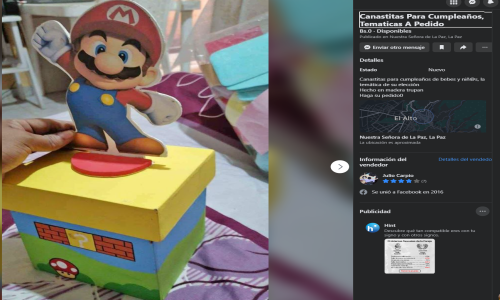 M
?
Canastitas Para Cumpleaños,
Tematicas A Pedido
Bs.0 - Disponibles
Publicado en Nuestra Señora de La Paz, La Paz
Enviar otro mensaje
Detalles
Estado Nuevo
Canastitas para cumpleaños de bebes y niñ@s, la
temática de su elección
Hecho en madera trupan
Haga su pedido
El Alto
Nuestra Señora de La Paz, La Paz
La ubicación es aproximada
Información del
vendedor
Detalles del vendedor
Julio Carpio
Se unió a Facebook en 2016
Publicidad
Hint